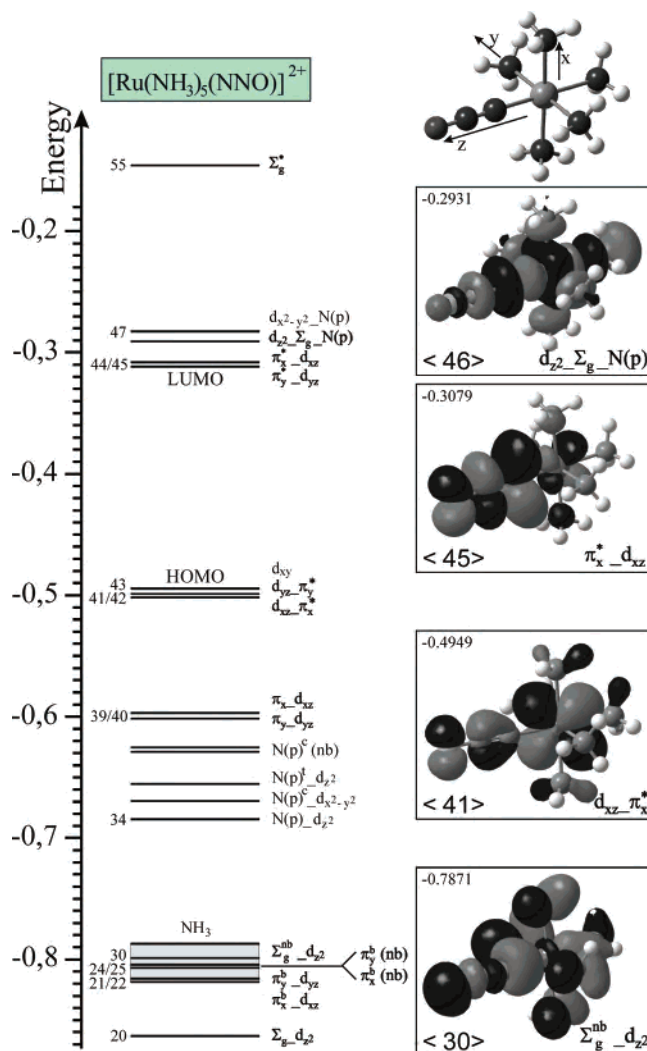 [Ru(NH₃)₅(NNO)]²⁺
Energy
55 Σg*
-0,2
dx²-y²_N(p)
47
dz²_Σg_N(p)
-0,3
44/45 πx*_dxz
LUMO πy*_dyz
-0,4
dxy
43 HOMO dyz_πy*
-0,5
41/42 dxz_πx*
πx_dxz
-0,6
39/40 πy_dyz
N(p)ᶜ (nb)
N(p)ᵗ_dz²
N(p)ᶜ_dx²-y²
-0,7
34 N(p)_dz²
NH₃
-0,8
30 Σgⁿᵇ_dz² πyᵇ (nb)
24/25 πxᵇ (nb)
21/22 πyᵇ_dyz
πxᵇ_dxz
20 Σg_dz²
y
x
z
-0.2931
< 46> dz²_Σg_N(p)
-0.3079
< 45> πx*_dxz
-0.4949
< 41> dxz_πx*
-0.7871
< 30> Σgⁿᵇ_dz²